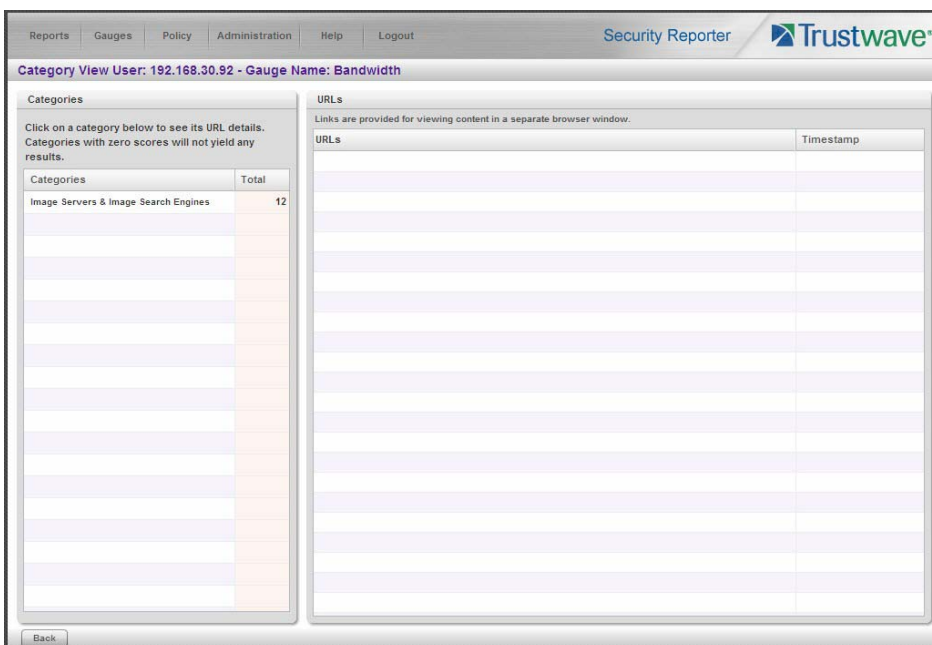 Reports Gauges Policy Administration Help Logout Security Reporter Trustwave®
Category View User: 192.168.30.92 - Gauge Name: Bandwidth
Categories
Click on a category below to see its URL details.
Categories with zero scores will not yield any
results.
Categories Total
Image Servers & Image Search Engines 12
URLs
Links are provided for viewing content in a separate browser window.
URLs Timestamp
Back